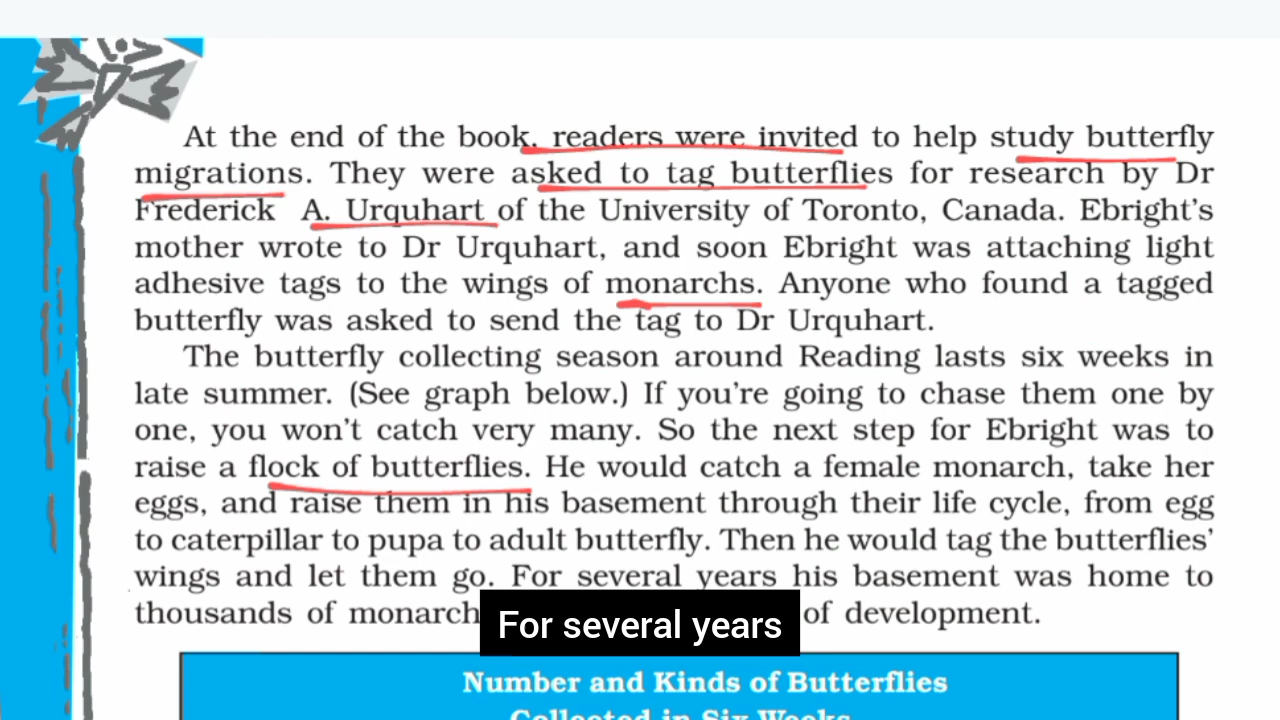 At the end of the book, readers were invited to help study butterfly
migrations. They were asked to tag butterflies for research by Dr
Frederick A. Urquhart of the University of Toronto, Canada. Ebright's
mother wrote to Dr Urquhart, and soon Ebright was attaching light
adhesive tags to the wings of monarchs. Anyone who found a tagged
butterfly was asked to send the tag to Dr Urquhart.
The butterfly collecting season around Reading lasts six weeks in
late summer. (See graph below.) If you're going to chase them one by
one, you won't catch very many. So the next step for Ebright was to
raise a flock of butterflies. He would catch a female monarch, take her
eggs, and raise them in his basement through their life cycle, from egg
to caterpillar to pupa to adult butterfly. Then he would tag the butterflies'
wings and let them go. For several years his basement was home to
thousands of monarch of development.
For several years
Number and Kinds of Butterflies
Collected in Six Weeks